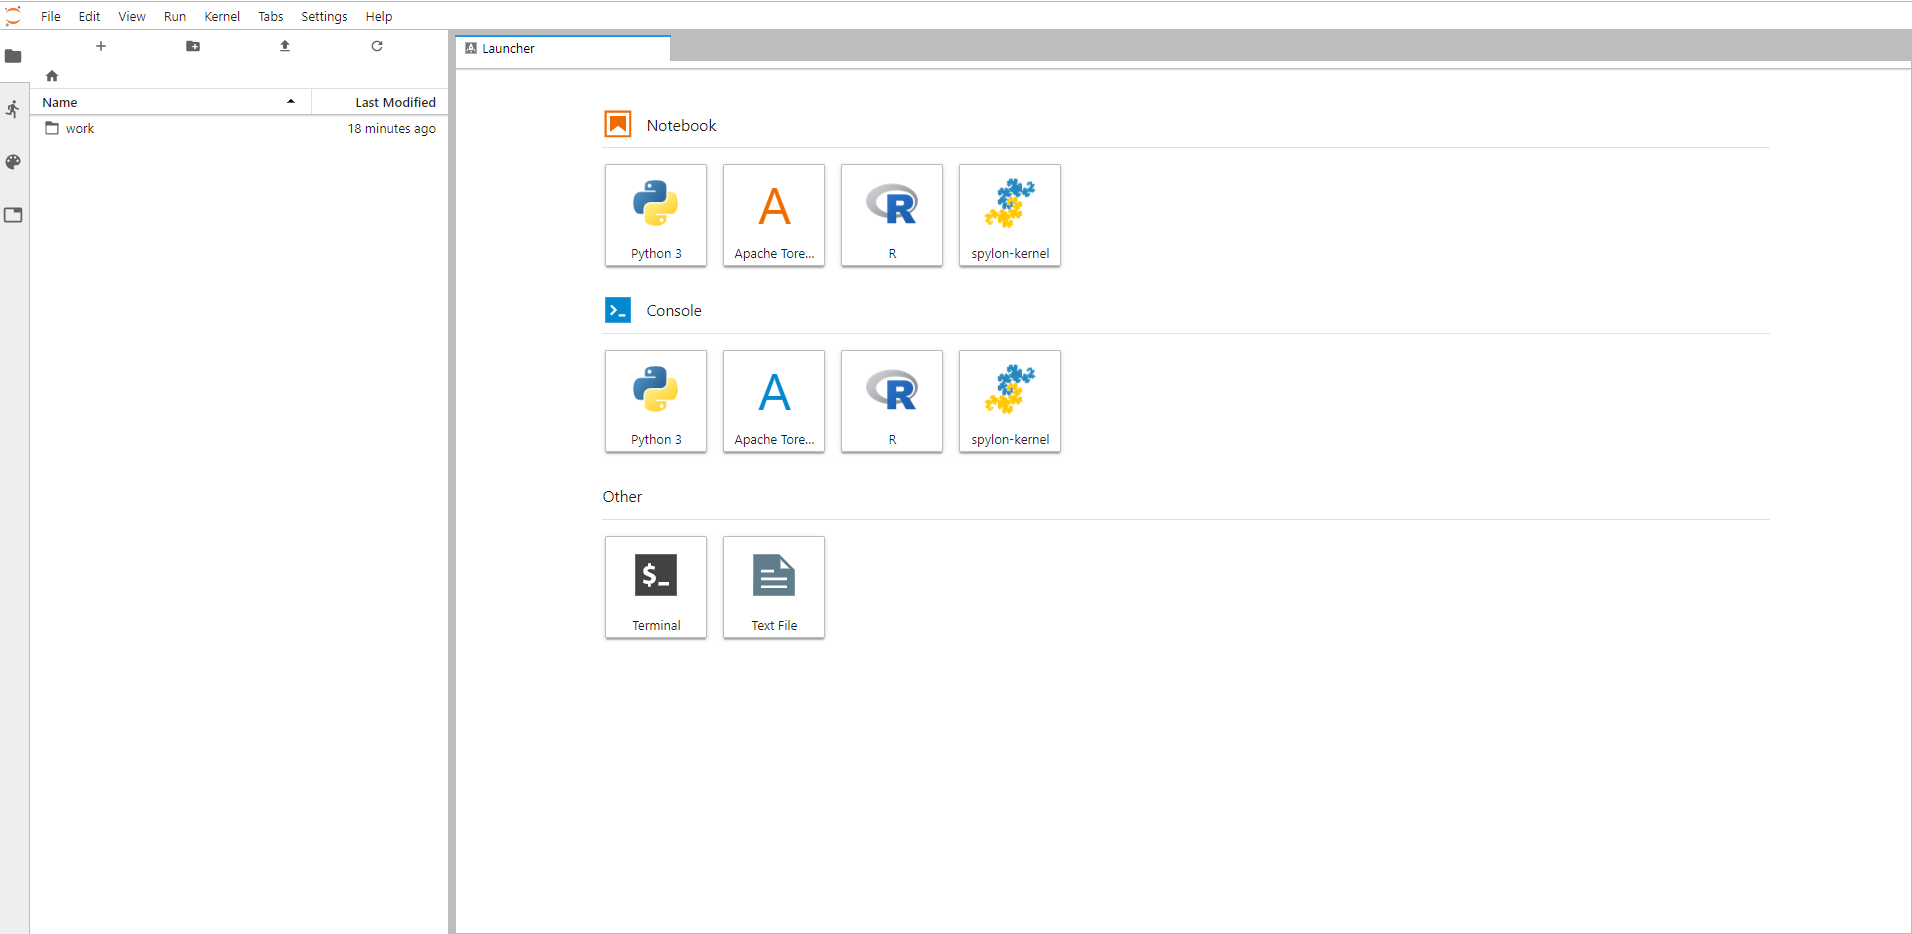 File Edit View Run Kernel Tabs Settings Help
Launcher
Name Last Modified
work 18 minutes ago
Notebook
Python 3 Apache Tore... R spylon-kernel
Console
Python 3 Apache Tore... R spylon-kernel
Other
$_
Terminal Text File